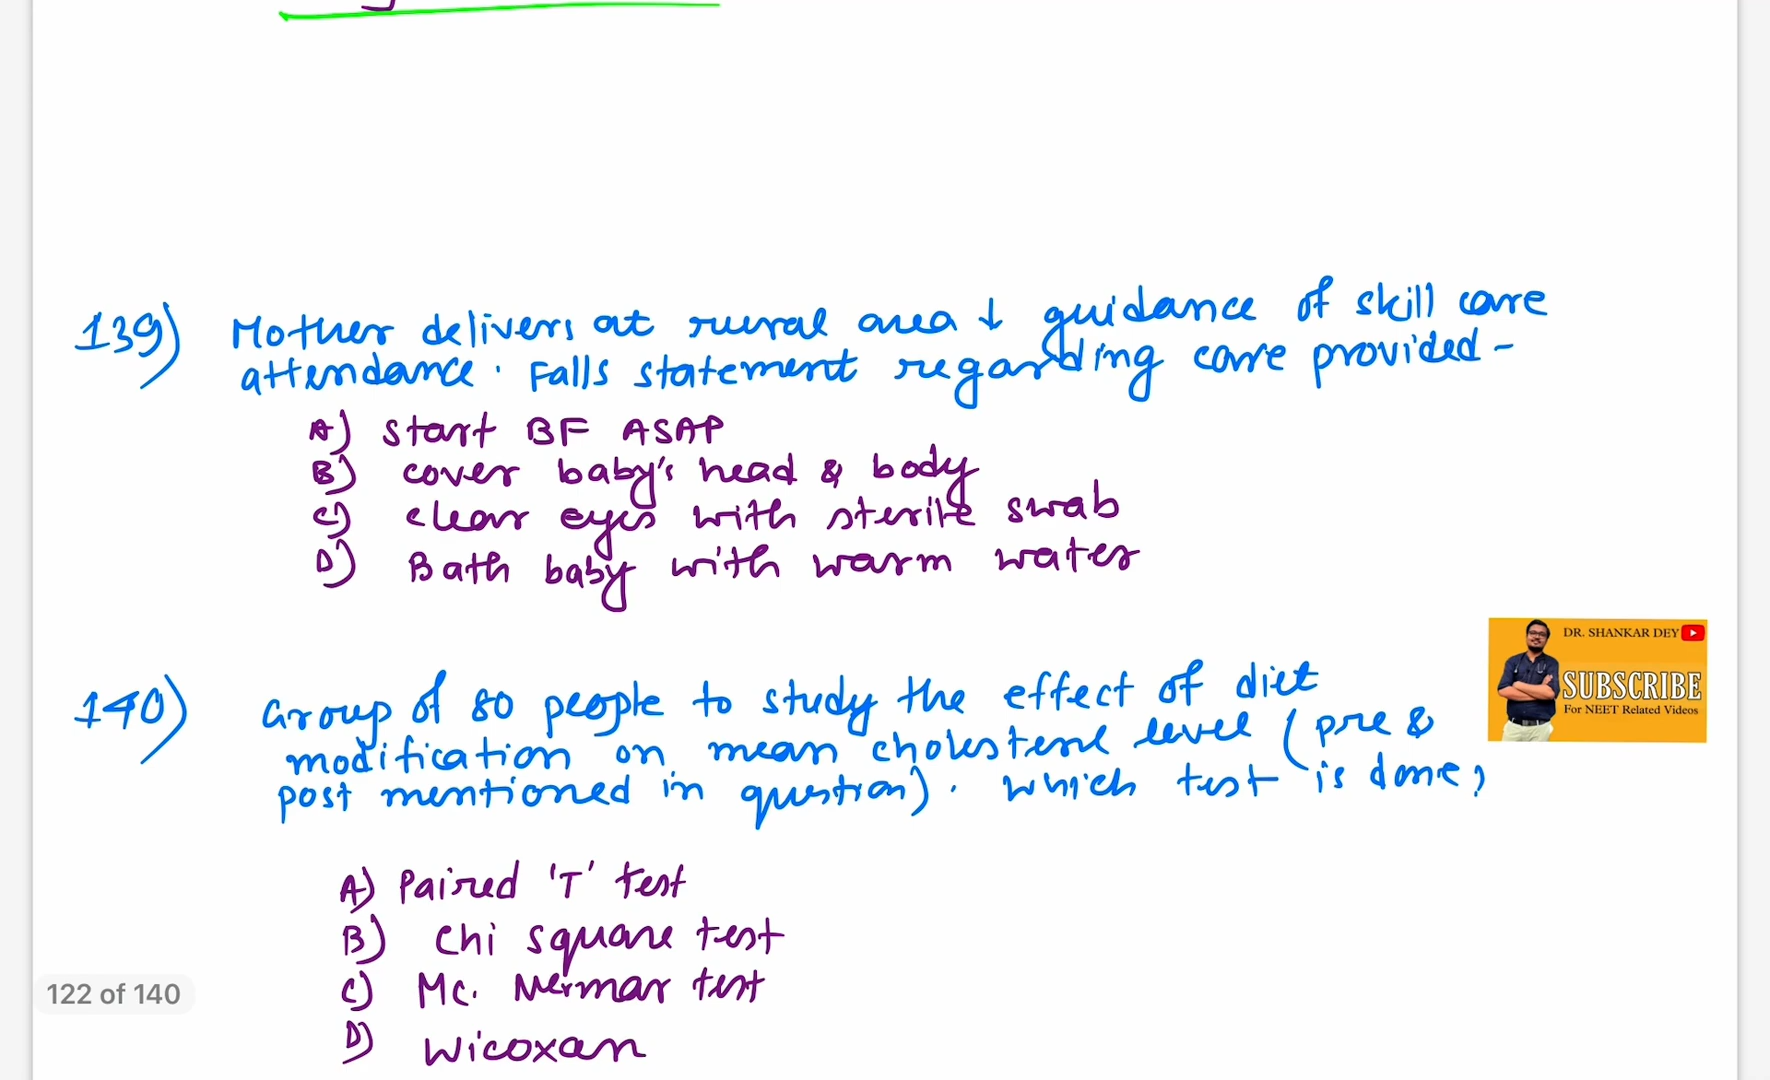 139) Mother delivers at rural area ↓ guidance of skill care
attendance. Falls statement regarding care provided -
A) start BF ASAP
B) cover baby's head & body
C) clear eyes with sterile swab
D) Bath baby with warm water
DR. SHANKAR DEY
SUBSCRIBE
For NEET Related Videos
140) Group of 80 people to study the effect of diet
modification on mean cholesterol level (pre &
post mentioned in question). Which test is done?
A) Paired 'T' test
B) Chi square test
C) Mc. Nermar test
D) Wicoxan
122 of 140